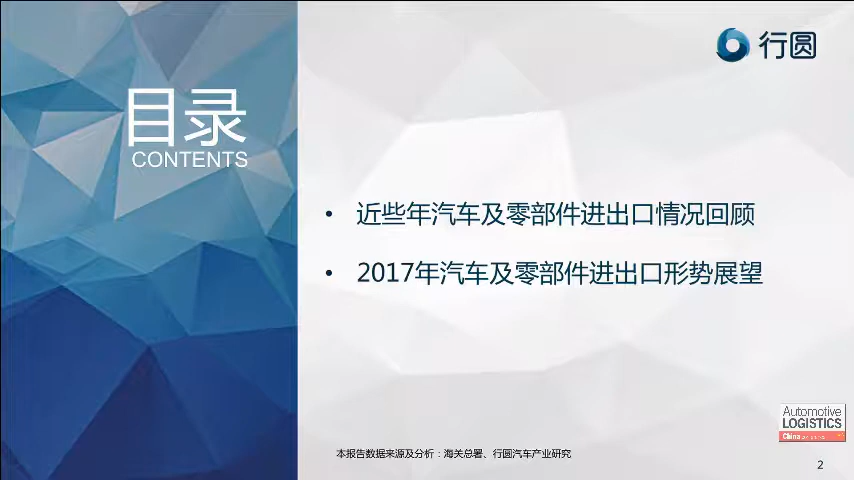 行圆
目录
CONTENTS
• 近些年汽车及零部件进出口情况回顾
• 2017年汽车及零部件进出口形势展望
Automotive
LOGISTICS
China
本报告数据来源及分析：海关总署、行圆汽车产业研究
2